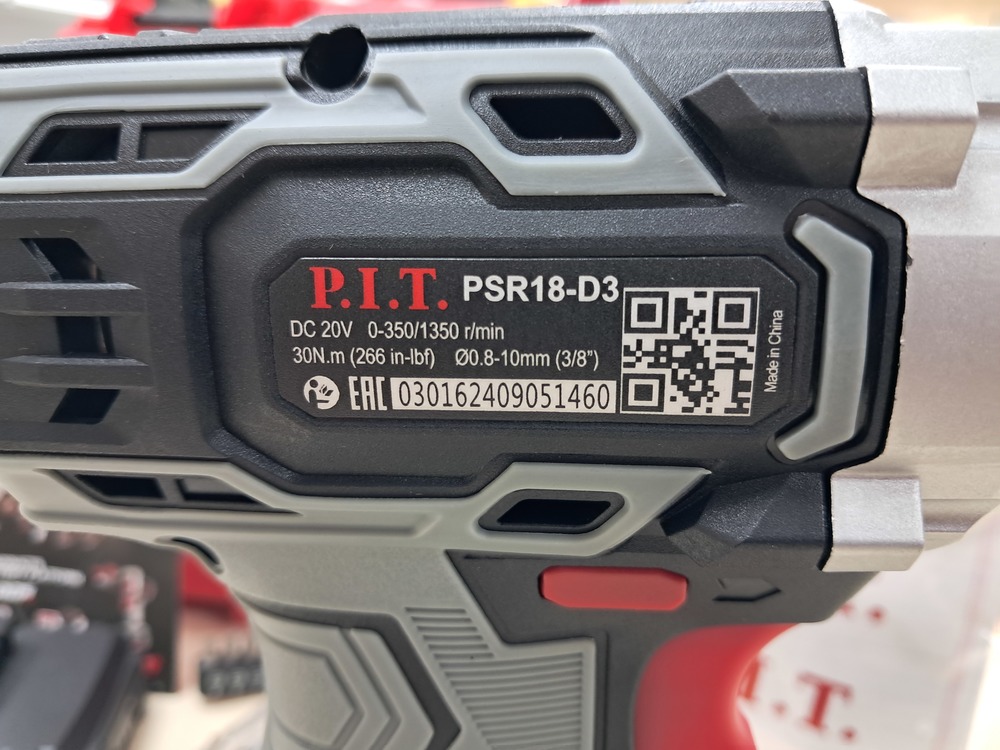 P.I.T. PSR18-D3
DC 20V 0-350/1350 r/min
30N.m (266 in-lbf) Ø0.8-10mm (3/8”)
EAC 030162409051460
Made in China
I.T.